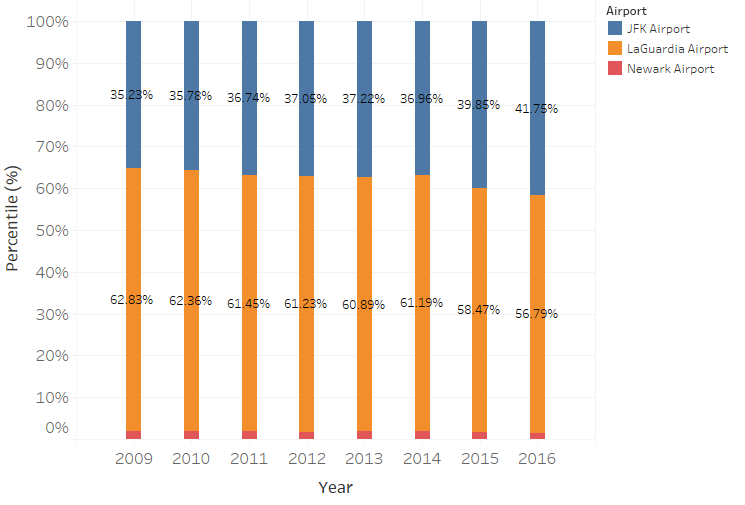 Airport
JFK Airport
LaGuardia Airport
Newark Airport
100%
90%
80%
70%
60%
50%
40%
30%
20%
10%
0%
Percentile (%)
35.23% 35.78% 36.74% 37.05% 37.22% 36.96% 39.85% 41.75%
62.83% 62.36% 61.45% 61.23% 60.89% 61.19% 58.47% 56.79%
2009 2010 2011 2012 2013 2014 2015 2016
Year